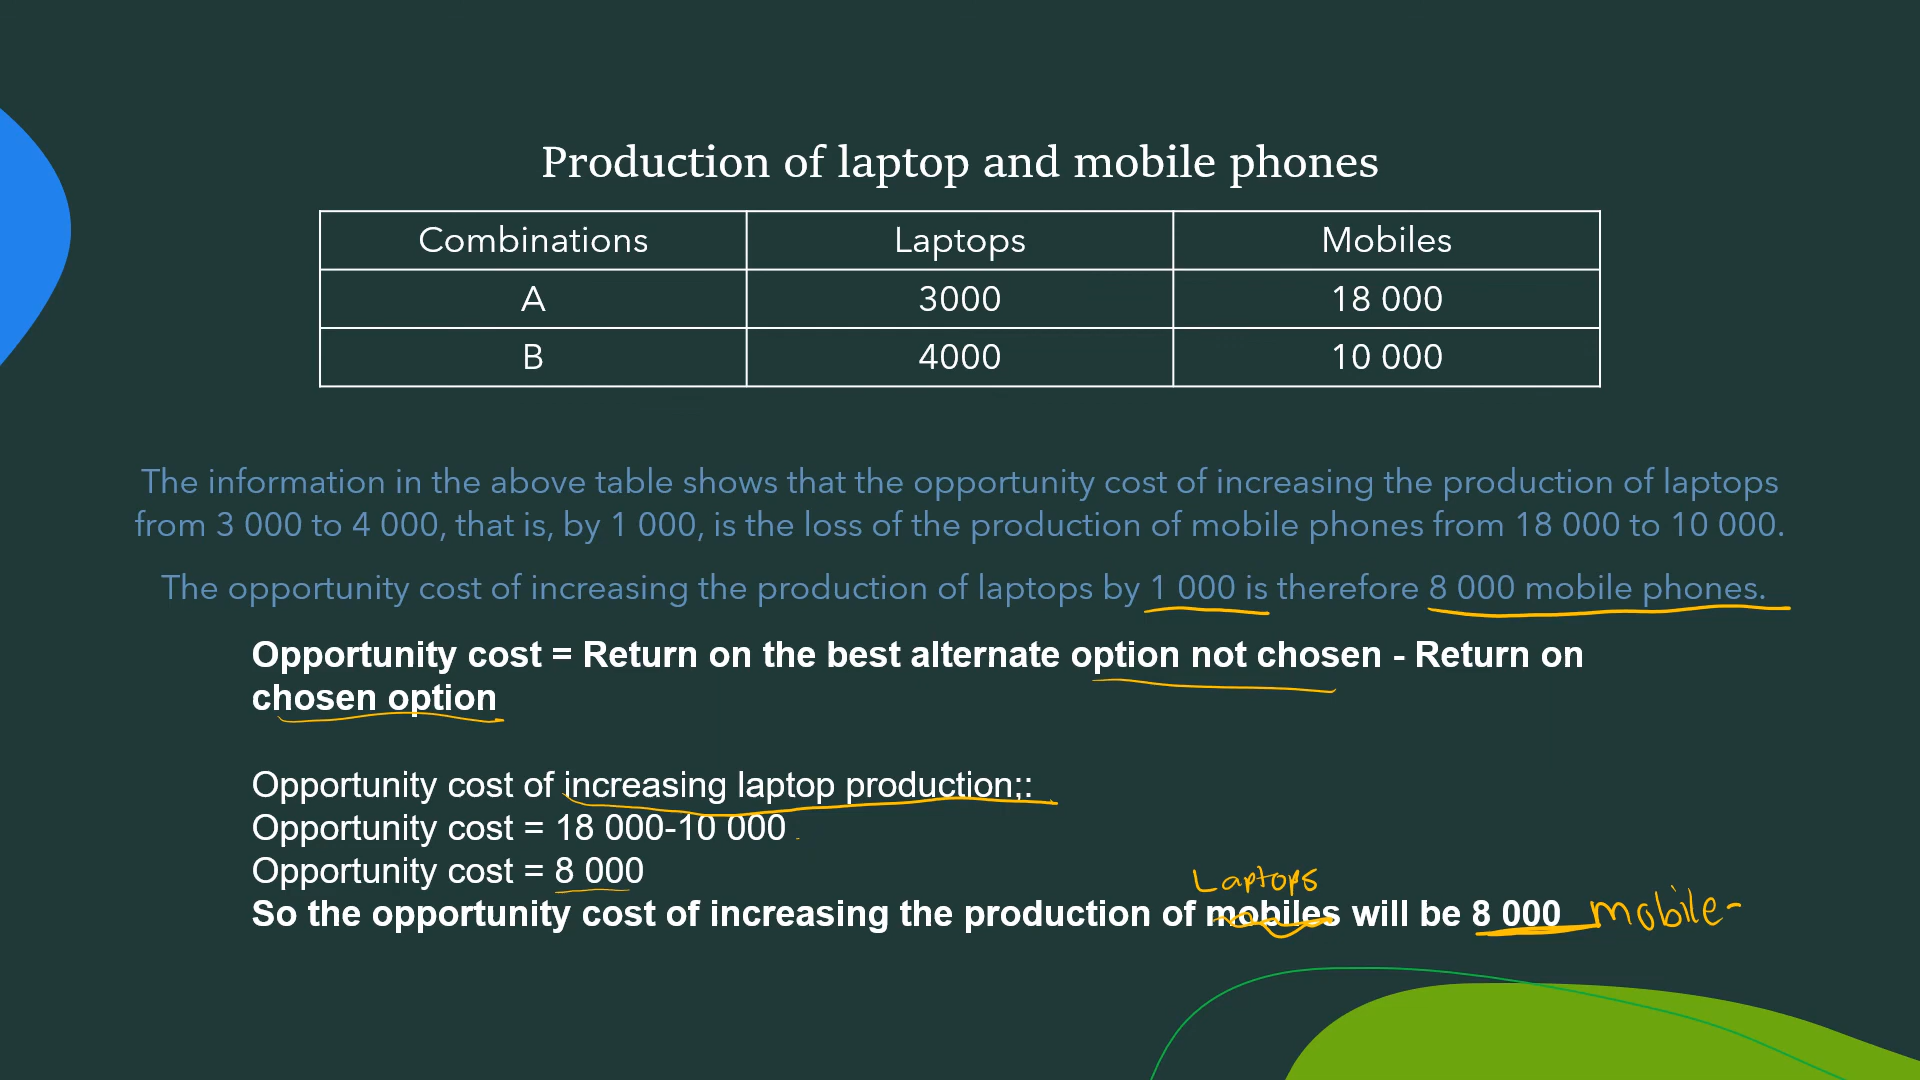 Production of laptop and mobile phones
Combinations Laptops Mobiles
A 3000 18 000
B 4000 10 000
The information in the above table shows that the opportunity cost of increasing the production of laptops
from 3 000 to 4 000, that is, by 1 000, is the loss of the production of mobile phones from 18 000 to 10 000.
The opportunity cost of increasing the production of laptops by 1 000 is therefore 8 000 mobile phones.
Opportunity cost = Return on the best alternate option not chosen - Return on
chosen option
Opportunity cost of increasing laptop production;:
Opportunity cost = 18 000-10 000
Opportunity cost = 8 000
Laptops
So the opportunity cost of increasing the production of mobiles will be 8 000 mobile-